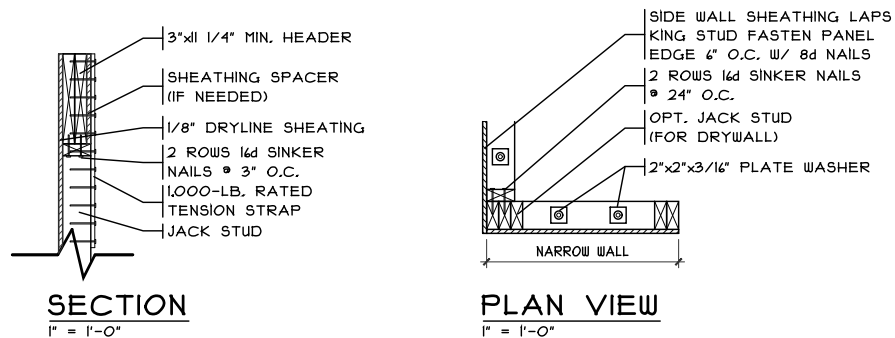 3"x11 1/4" MIN. HEADER
SHEATHING SPACER
(IF NEEDED)
1/8" DRYLINE SHEATING
2 ROWS 16d SINKER
NAILS @ 3" O.C.
1,000-LB. RATED
TENSION STRAP
JACK STUD
SECTION
1" = 1'-0"
SIDE WALL SHEATHING LAPS
KING STUD FASTEN PANEL
EDGE 6" O.C. W/ 8d NAILS
2 ROWS 16d SINKER NAILS
@ 24" O.C.
OPT. JACK STUD
(FOR DRYWALL)
2"x2"x3/16" PLATE WASHER
NARROW WALL
PLAN VIEW
1" = 1'-0"